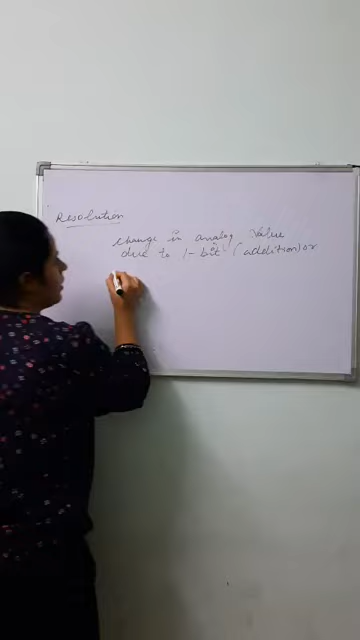 Resolution
change in analog value
due to 1-bit (addition) or